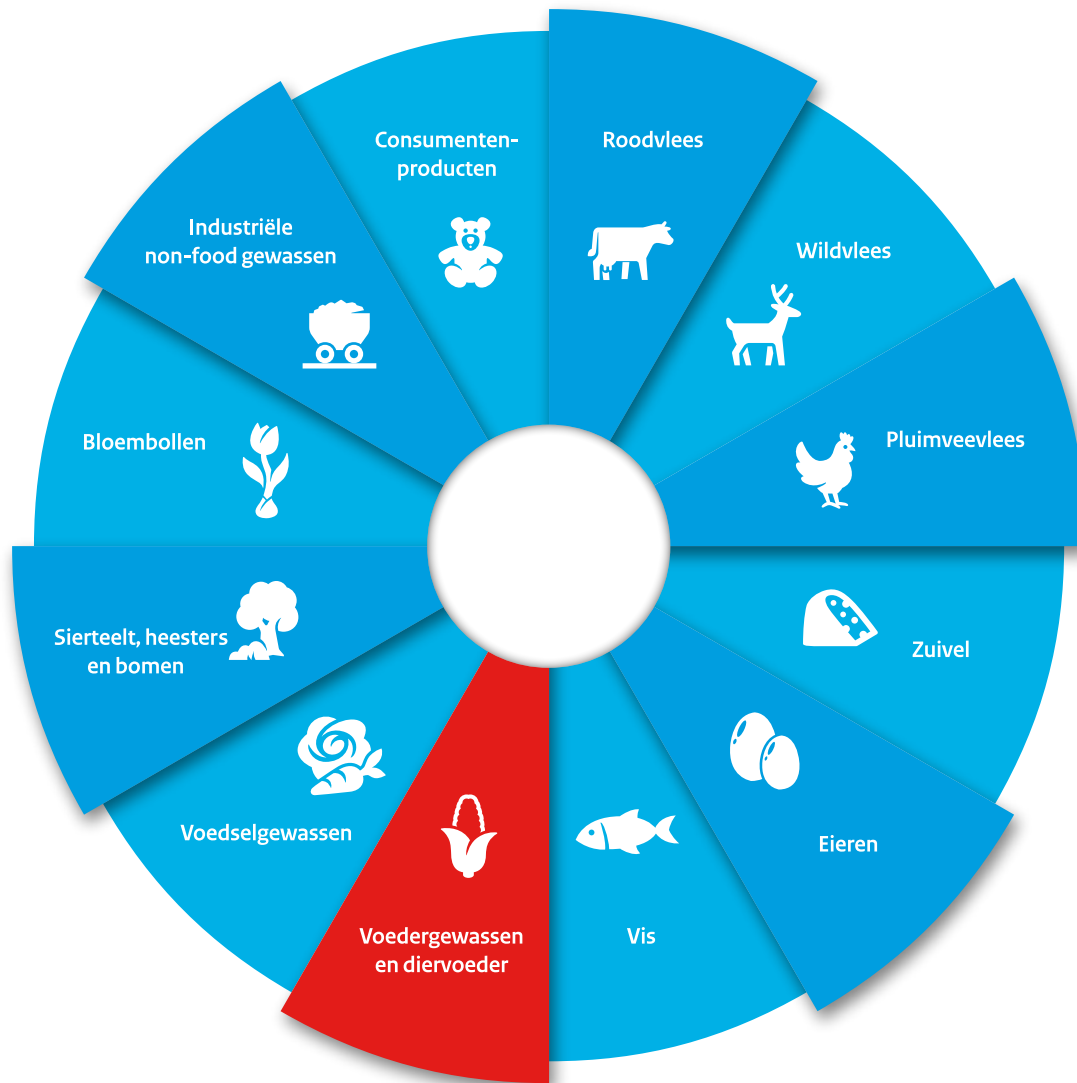 Roodvlees
Wildvlees
Pluimveevlees
Zuivel
Eieren
Vis
Voedergewassen
en diervoeder
Voedselgewassen
Sierteelt, heesters
en bomen
Bloembollen
Industriële
non-food gewassen
Consumenten-
producten